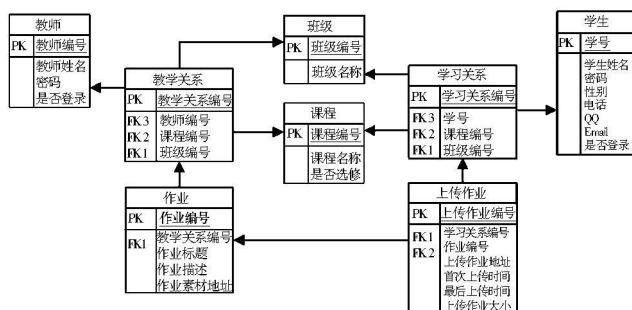 教师
PK 教师编号
教师姓名
密码
是否登录
班级
PK 班级编号
班级名称
学生
PK 学号
学生姓名
密码
性别
电话
QQ
Email
是否登录
教学关系
PK 教学关系编号
FK3 教师编号
FK2 课程编号
FK1 班级编号
课程
PK 课程编号
课程名称
是否选修
学习关系
PK 学习关系编号
FK3 学号
FK2 课程编号
FK1 班级编号
作业
PK 作业编号
FK1 教学关系编号
作业标题
作业描述
作业素材地址
上传作业
PK 上传作业编号
FK1 学习关系编号
FK2 作业编号
上传作业地址
首次上传时间
最后上传时间
上传作业大小